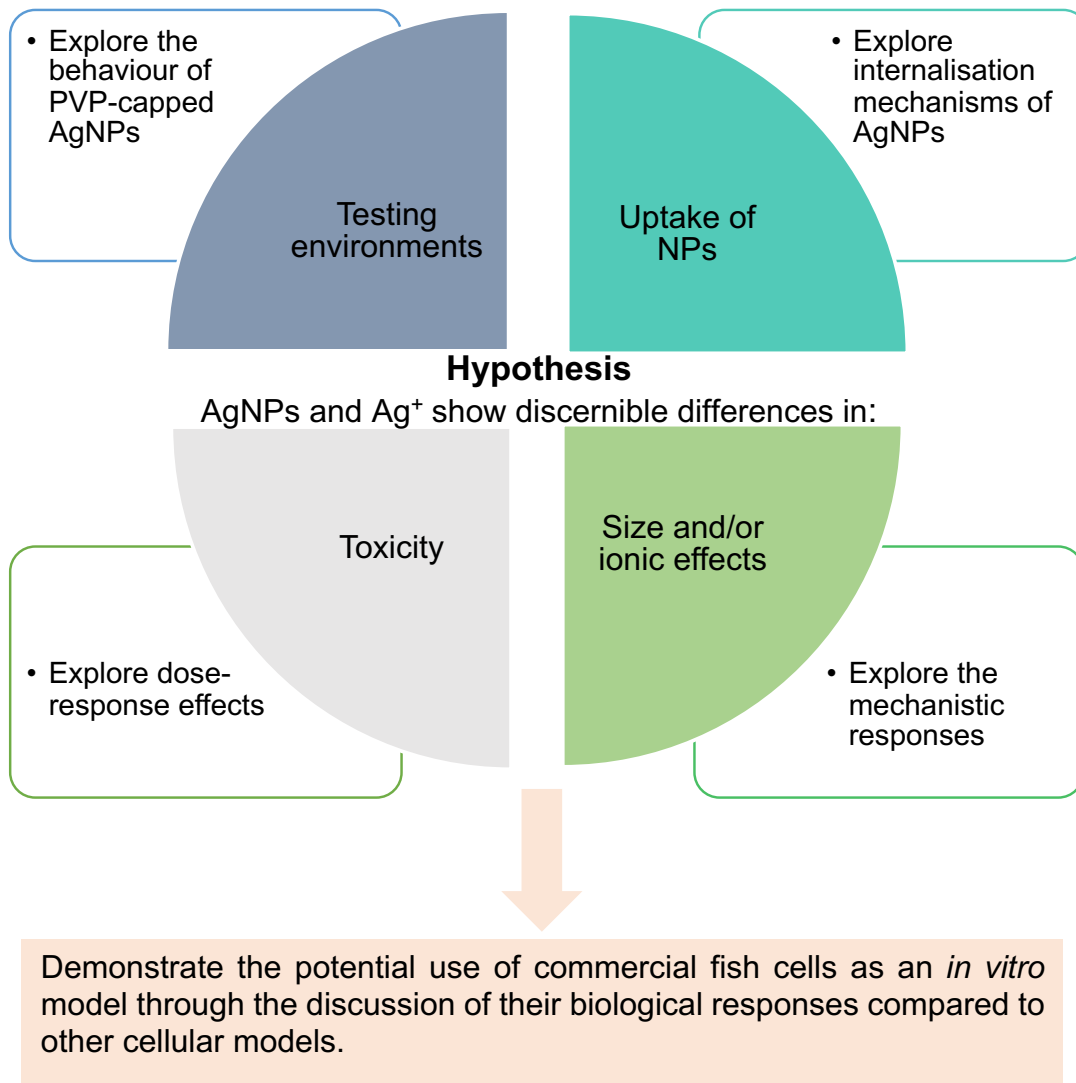 • Explore the
behaviour of
PVP-capped
AgNPs
• Explore
internalisation
mechanisms of
AgNPs
Testing
environments
Uptake of
NPs
Hypothesis
AgNPs and Ag⁺ show discernible differences in:
Toxicity
Size and/or
ionic effects
• Explore dose-
response effects
• Explore the
mechanistic
responses
Demonstrate the potential use of commercial fish cells as an in vitro
model through the discussion of their biological responses compared to
other cellular models.